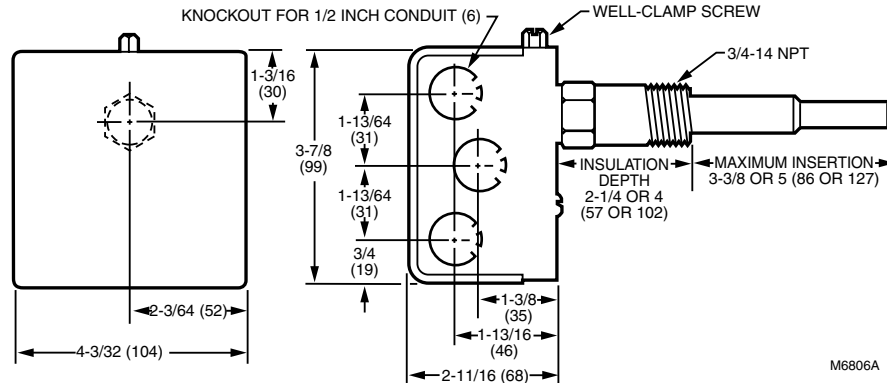 KNOCKOUT FOR 1/2 INCH CONDUIT (6)
WELL-CLAMP SCREW
3/4-14 NPT
1-3/16
(30)
1-13/64
(31)
3-7/8
(99)
1-13/64
(31)
3/4
(19)
INSULATION
DEPTH
2-1/4 OR 4
(57 OR 102)
MAXIMUM INSERTION
3-3/8 OR 5 (86 OR 127)
2-3/64 (52)
4-3/32 (104)
1-3/8
(35)
1-13/16
(46)
2-11/16 (68)
M6806A